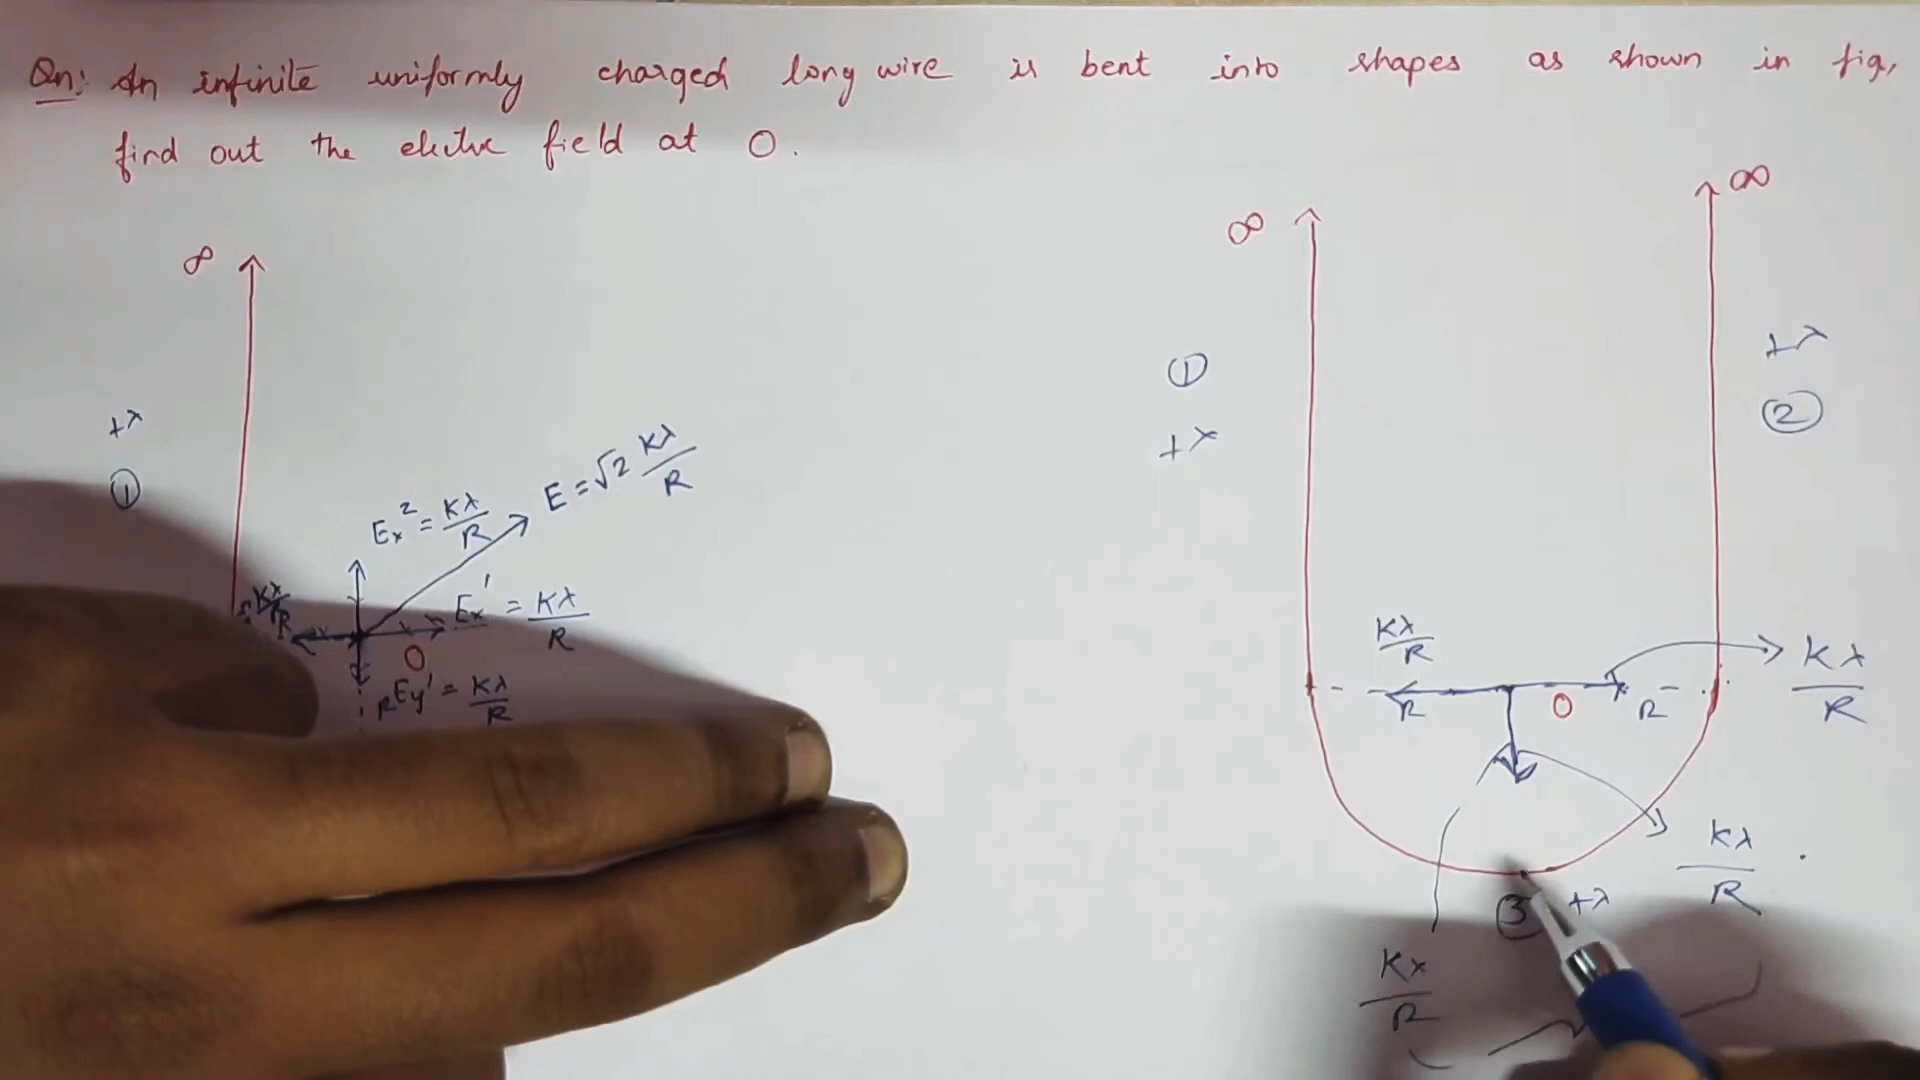 Qn: An infinite uniformly charged long wire is bent into shapes as shown in fig,
find out the electric field at O.
∞
+λ
①
Ex² = Kλ/R
E = √2 Kλ/R
Kλ/R
Ex' = Kλ/R
O
R Ey' = Kλ/R
∞
∞
①
+λ
+λ
②
Kλ/R
R
O
R
Kλ/R
Kλ/R
③ +λ
Kλ/R